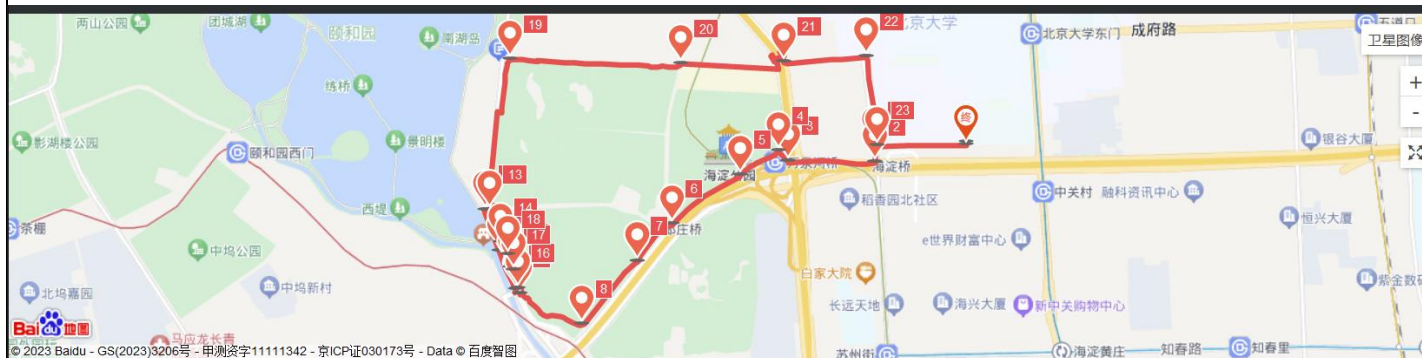 两山公园
团城湖
颐和园
南湖岛
19
20
21
22
北京大学
北京大学东门
成府路
五道口
卫星图像
练桥
影湖楼公园
景明楼
颐和园西门
4
3
23
2
终
5
海淀公园
海淀桥
银谷大厦
+
-
13
6
稻香园北社区
中关村
融科资讯中心
西堤
14
18
17
7
恒兴大厦
茶棚
中坞公园
16
e世界财富中心
北坞嘉园
中坞新村
8
白家大院
长远天地
海兴大厦
新中关购物中心
紫金数码
Bai du 地图
马应龙长青
苏州街
海淀黄庄
知春路
知春里
© 2023 Baidu - GS(2023)3206号 - 甲测资字11111342 - 京ICP证030173号 - Data © 百度智图